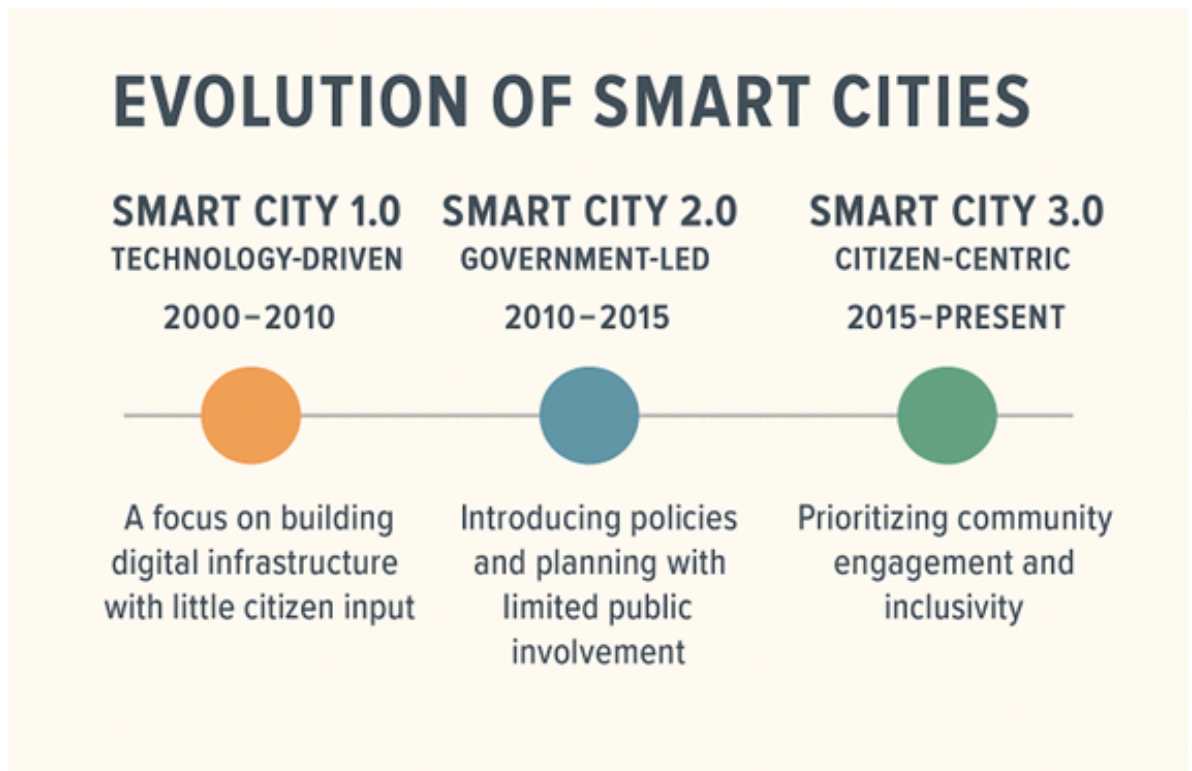 EVOLUTION OF SMART CITIES
SMART CITY 1.0
TECHNOLOGY-DRIVEN
2000–2010
A focus on building
digital infrastructure
with little citizen input
SMART CITY 2.0
GOVERNMENT-LED
2010–2015
Introducing policies
and planning with
limited public
involvement
SMART CITY 3.0
CITIZEN-CENTRIC
2015–PRESENT
Prioritizing community
engagement and
inclusivity